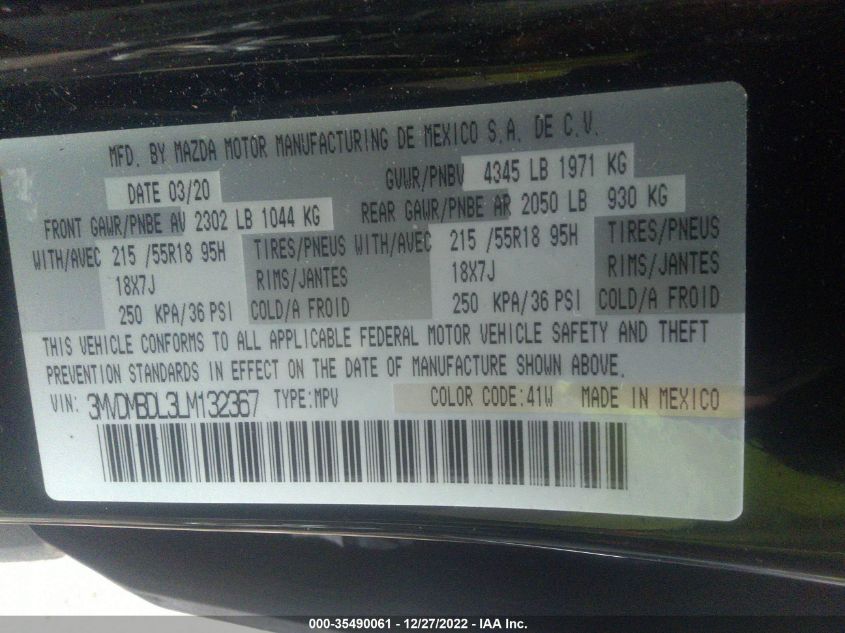 MFD. BY MAZDA MOTOR MANUFACTURING DE MEXICO S.A. DE C.V.
DATE 03/20 GVWR/PNBV 4345 LB 1971 KG
FRONT GAWR/PNBE AV 2302 LB 1044 KG REAR GAWR/PNBE AR 2050 LB 930 KG
WITH/AVEC 215 /55R18 95H TIRES/PNEUS WITH/AVEC 215 /55R18 95H TIRES/PNEUS
18X7J RIMS/JANTES 18X7J RIMS/JANTES
250 KPA/36 PSI COLD/A FROID 250 KPA/36 PSI COLD/A FROID
THIS VEHICLE CONFORMS TO ALL APPLICABLE FEDERAL MOTOR VEHICLE SAFETY AND THEFT
PREVENTION STANDARDS IN EFFECT ON THE DATE OF MANUFACTURE SHOWN ABOVE.
VIN: 3MVDMBDL3LM132367 TYPE:MPV COLOR CODE:41W MADE IN MEXICO
000-35490061 - 12/27/2022 - IAA Inc.